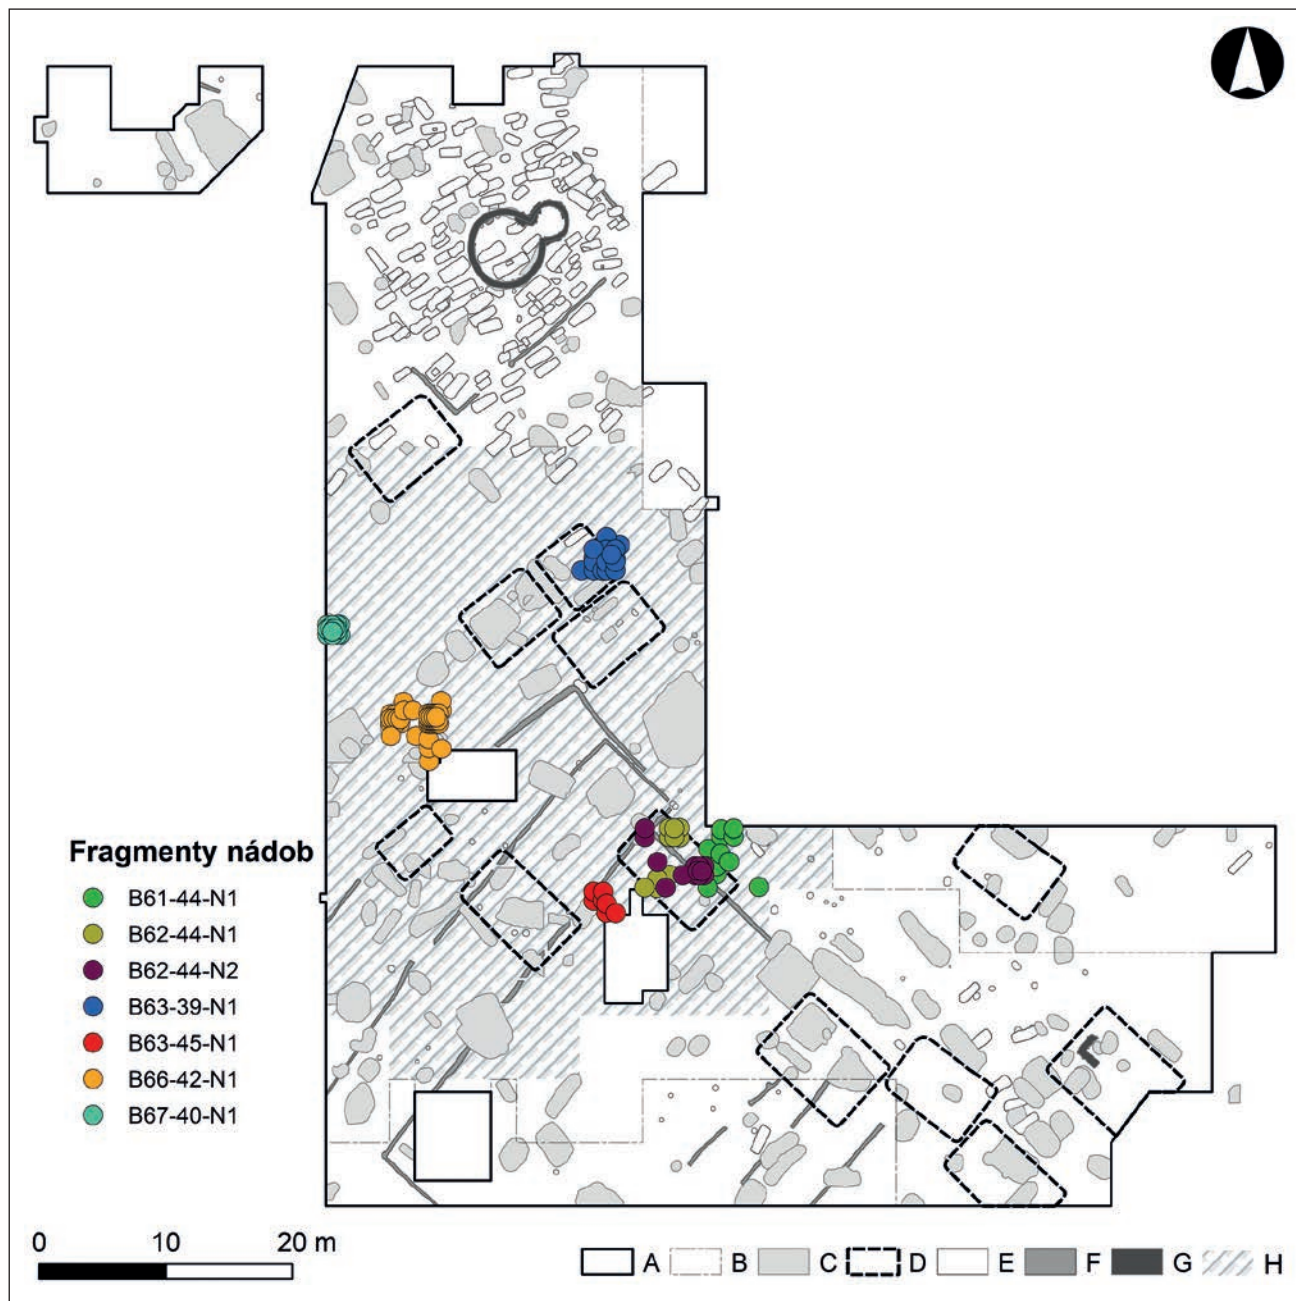 Fragmenty nádob
B61-44-N1
B62-44-N1
B62-44-N2
B63-39-N1
B63-45-N1
B66-42-N1
B67-40-N1
0 10 20 m
A B C D E F G H